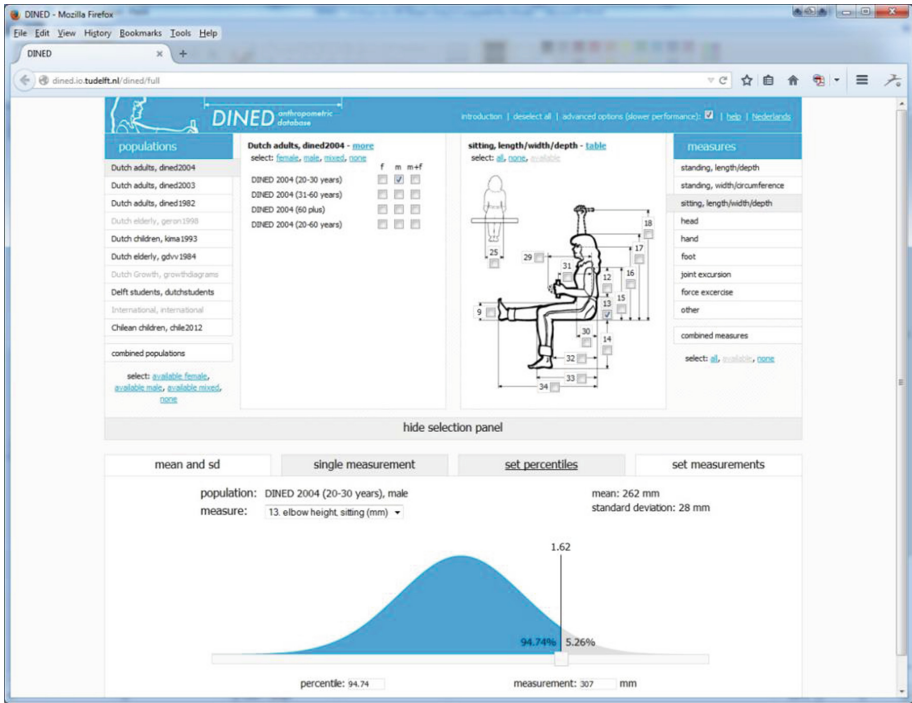 DINED - Mozilla Firefox
File Edit View History Bookmarks Tools Help
DINED
dined.io.tudelft.nl/dined/full
DINED anthropometric database
introduction | deselect all | advanced options (slower performance): | help | Nederlands
populations
Dutch adults, dined2004
Dutch adults, dined2003
Dutch adults, dined1982
Dutch elderly, geron1998
Dutch children, kima1993
Dutch elderly, gdvv1984
Dutch Growth, growthdiagrams
Delft students, dutchstudents
International, international
Chilean children, chile2012
combined populations
select: available female,
available male, available mixed,
none
Dutch adults, dined2004 - more
select: female, male, mixed, none
f m m+f
DINED 2004 (20-30 years)
DINED 2004 (31-60 years)
DINED 2004 (60 plus)
DINED 2004 (20-60 years)
sitting, length/width/depth - table
select: all, none, available
18
17
25
29
31
16
12
15
13
9
30
14
32
33
34
measures
standing, length/depth
standing, width/circumference
sitting, length/width/depth
head
hand
foot
joint excursion
force excercise
other
combined measures
select: all, available, none
hide selection panel
mean and sd
single measurement
set percentiles
set measurements
population: DINED 2004 (20-30 years), male
measure: 13. elbow height, sitting (mm)
mean: 262 mm
standard deviation: 28 mm
1.62
94.74% 5.26%
percentile: 94.74
measurement: 307 mm